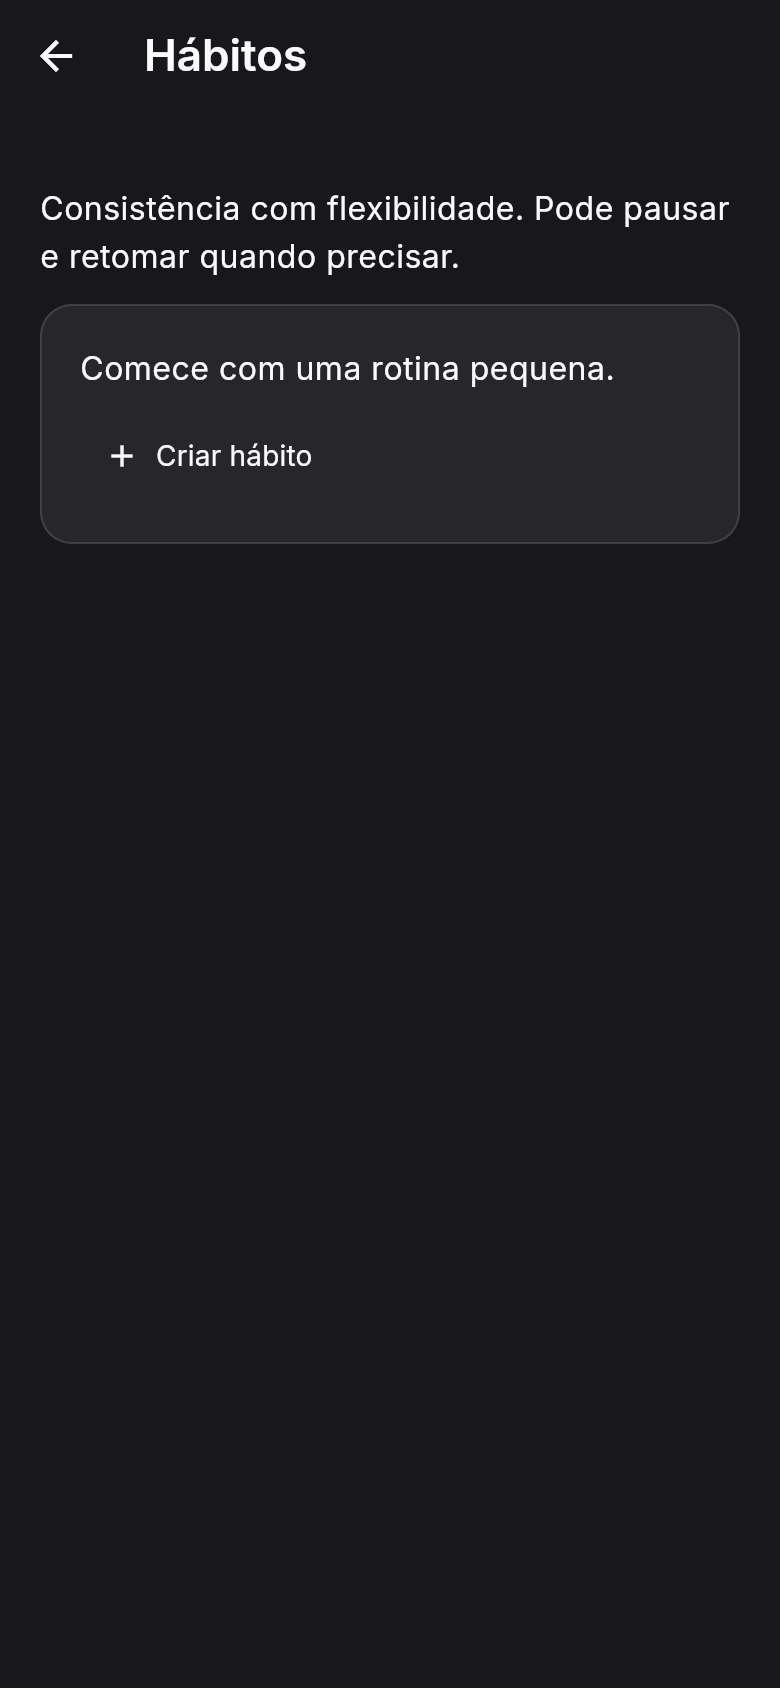 Hábitos
Consistência com flexibilidade. Pode pausar
e retomar quando precisar.
Comece com uma rotina pequena.
Criar hábito